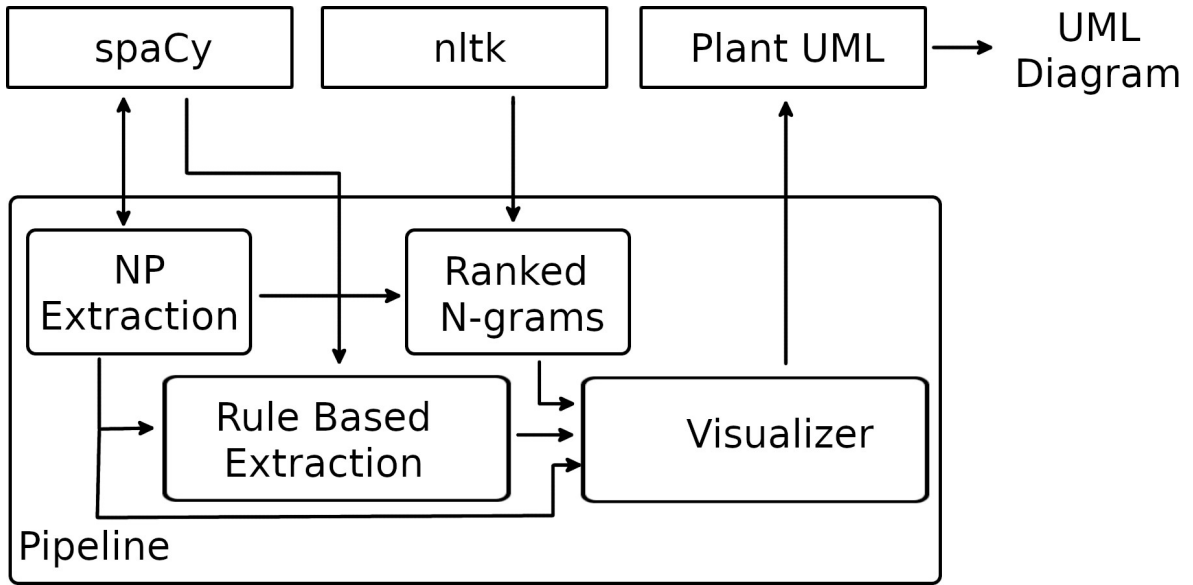 spaCy
nltk
Plant UML
UML
Diagram
NP
Extraction
Ranked
N-grams
Rule Based
Extraction
Visualizer
Pipeline